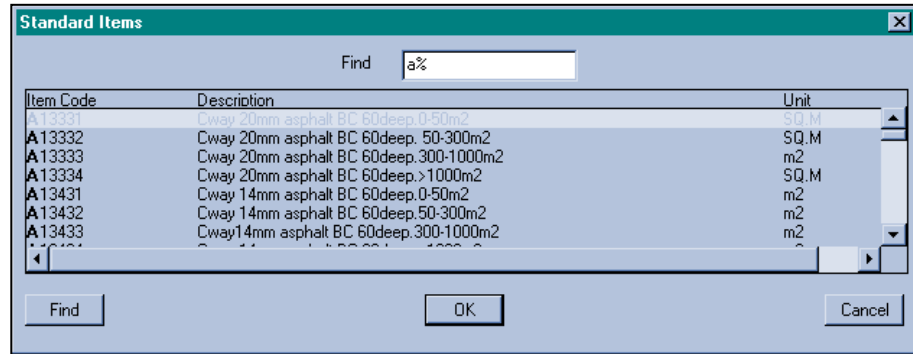 Standard Items
Find a%
Item Code Description Unit
A13331 Cway 20mm asphalt BC 60deep.0-50m2 SQ.M
A13332 Cway 20mm asphalt BC 60deep. 50-300m2 SQ.M
A13333 Cway 20mm asphalt BC 60deep.300-1000m2 m2
A13334 Cway 20mm asphalt BC 60deep.>1000m2 SQ.M
A13431 Cway 14mm asphalt BC 60deep.0-50m2 m2
A13432 Cway 14mm asphalt BC 60deep.50-300m2 m2
A13433 Cway14mm asphalt BC 60deep.300-1000m2 m2
Find OK Cancel